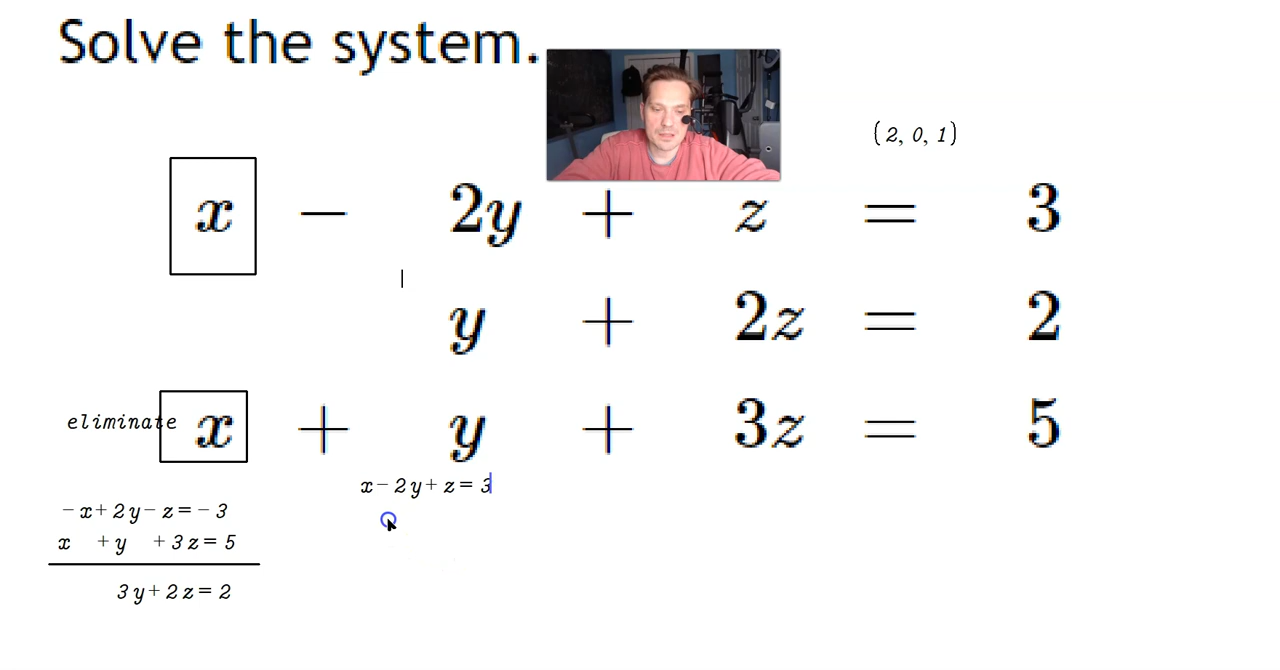 Solve the system.
(2, 0, 1)
x − 2y + z = 3
y + 2z = 2
eliminate x + y + 3z = 5
x − 2y + z = 3
−x + 2y − z = −3
x + y + 3z = 5
3y + 2z = 2